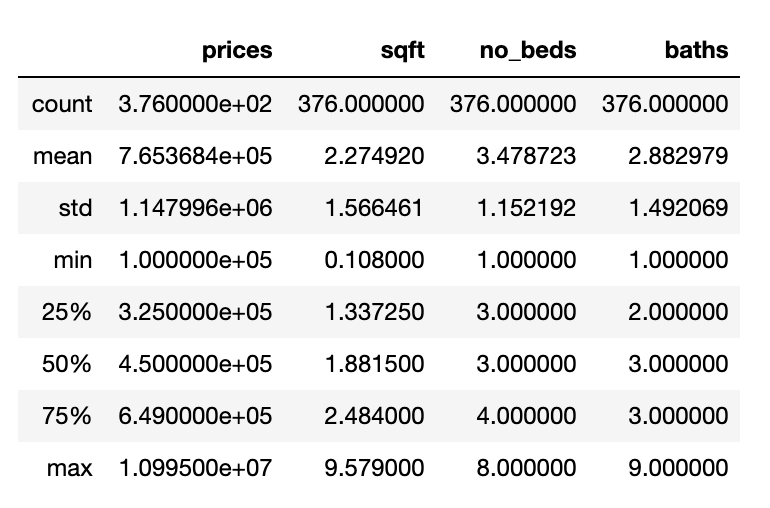 prices sqft no_beds baths
count 3.760000e+02 376.000000 376.000000 376.000000
mean 7.653684e+05 2.274920 3.478723 2.882979
std 1.147996e+06 1.566461 1.152192 1.492069
min 1.000000e+05 0.108000 1.000000 1.000000
25% 3.250000e+05 1.337250 3.000000 2.000000
50% 4.500000e+05 1.881500 3.000000 3.000000
75% 6.490000e+05 2.484000 4.000000 3.000000
max 1.099500e+07 9.579000 8.000000 9.000000